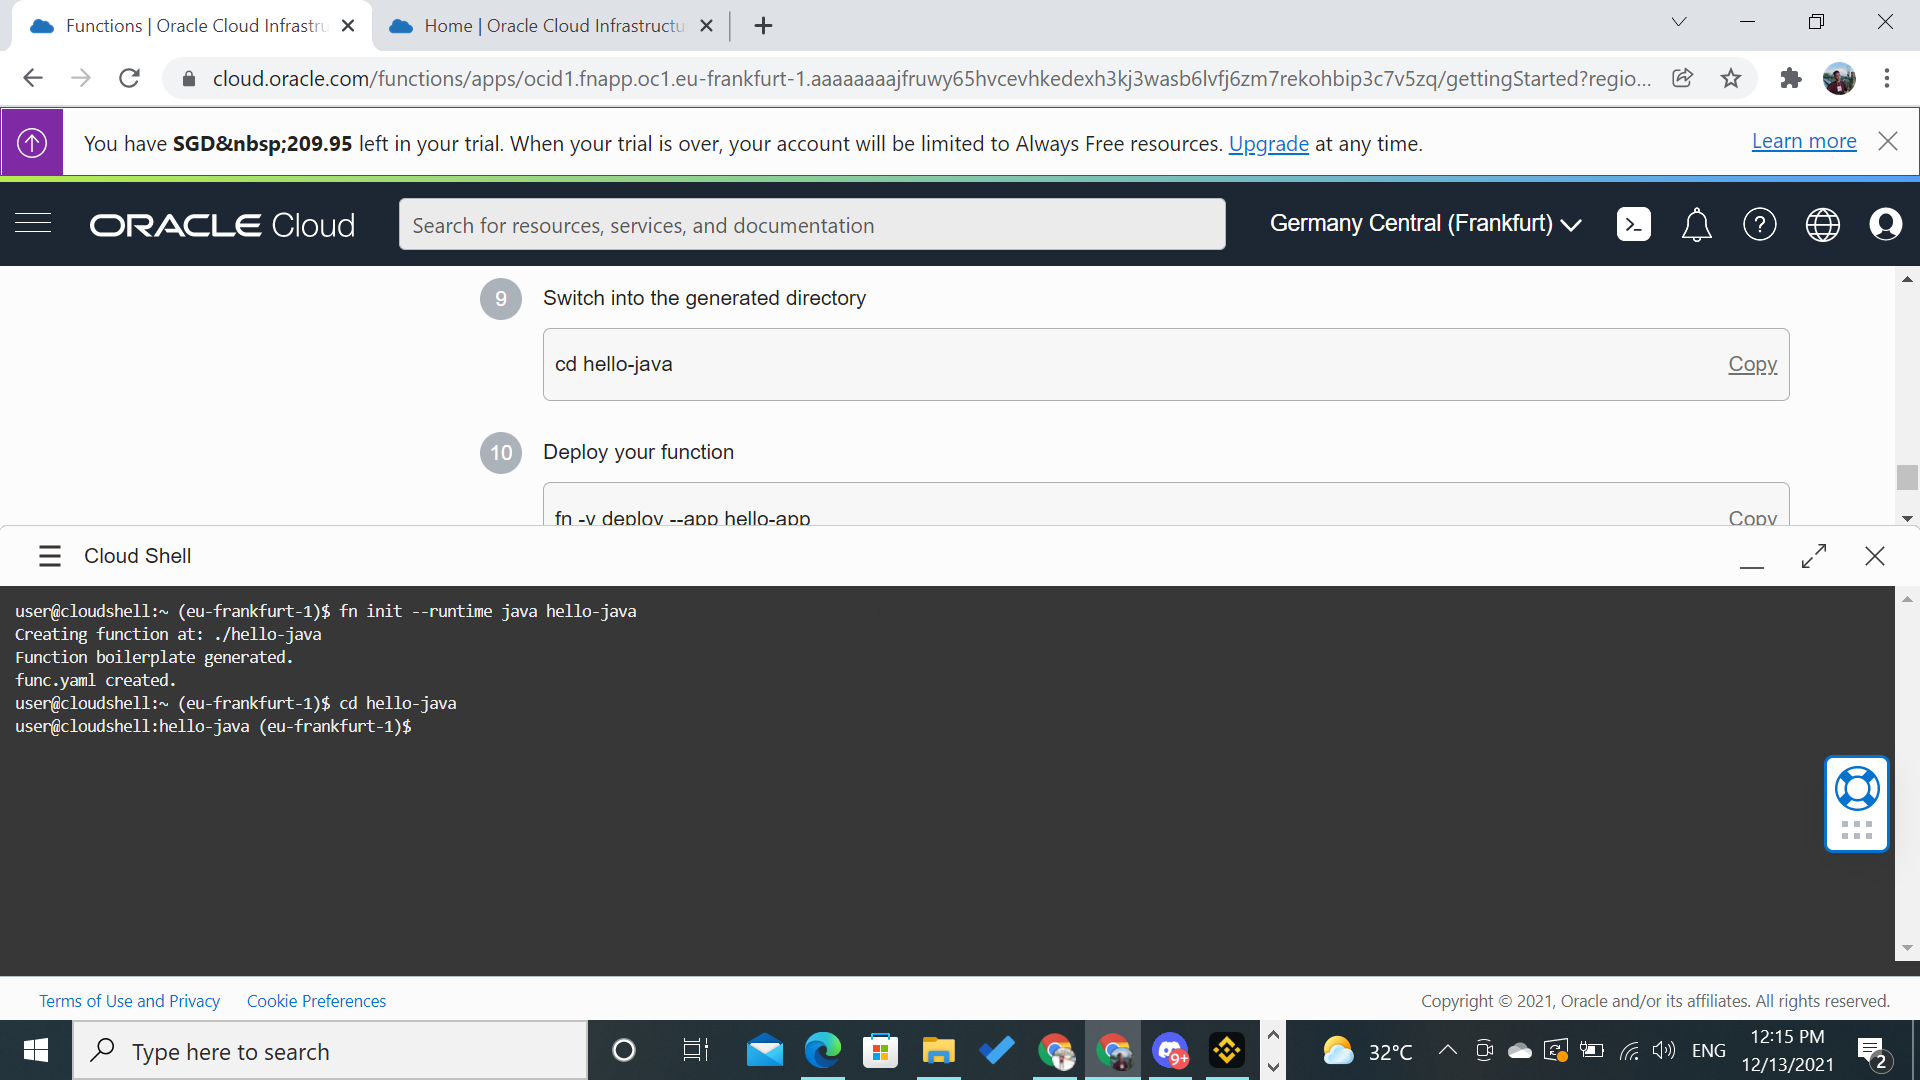 Functions | Oracle Cloud Infrastru
Home | Oracle Cloud Infrastructu
cloud.oracle.com/functions/apps/ocid1.fnapp.oc1.eu-frankfurt-1.aaaaaaaajfruwy65hvcevhkedexh3kj3wasb6lvfj6zm7rekohbip3c7v5zq/gettingStarted?regio...
You have SGD&nbsp;209.95 left in your trial. When your trial is over, your account will be limited to Always Free resources. Upgrade at any time.
Learn more
ORACLE Cloud
Search for resources, services, and documentation
Germany Central (Frankfurt)
9 Switch into the generated directory
cd hello-java
Copy
10 Deploy your function
fn -v deploy --app hello-app
Copy
Cloud Shell
user@cloudshell:~ (eu-frankfurt-1)$ fn init --runtime java hello-java
Creating function at: ./hello-java
Function boilerplate generated.
func.yaml created.
user@cloudshell:~ (eu-frankfurt-1)$ cd hello-java
user@cloudshell:hello-java (eu-frankfurt-1)$
Terms of Use and Privacy
Cookie Preferences
Copyright © 2021, Oracle and/or its affiliates. All rights reserved.
Type here to search
9+
32°C
ENG
12:15 PM
12/13/2021
2